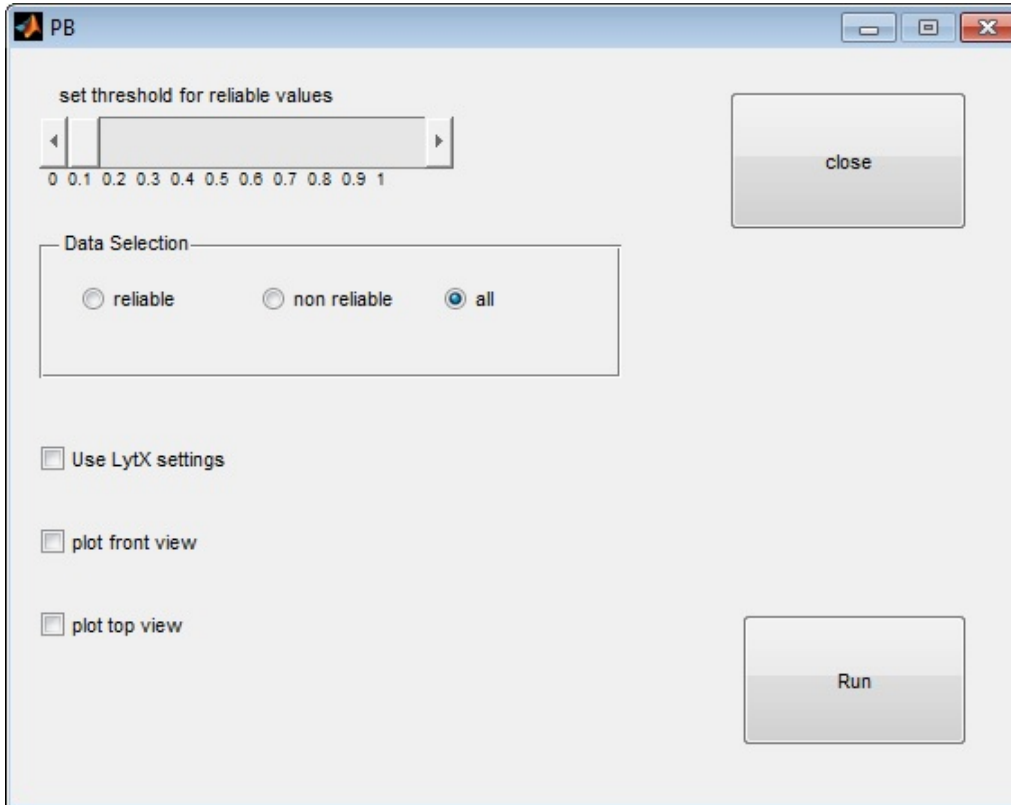 PB
set threshold for reliable values
0 0.1 0.2 0.3 0.4 0.5 0.6 0.7 0.8 0.9 1
close
Data Selection
reliable non reliable all
Use LytX settings
plot front view
plot top view
Run